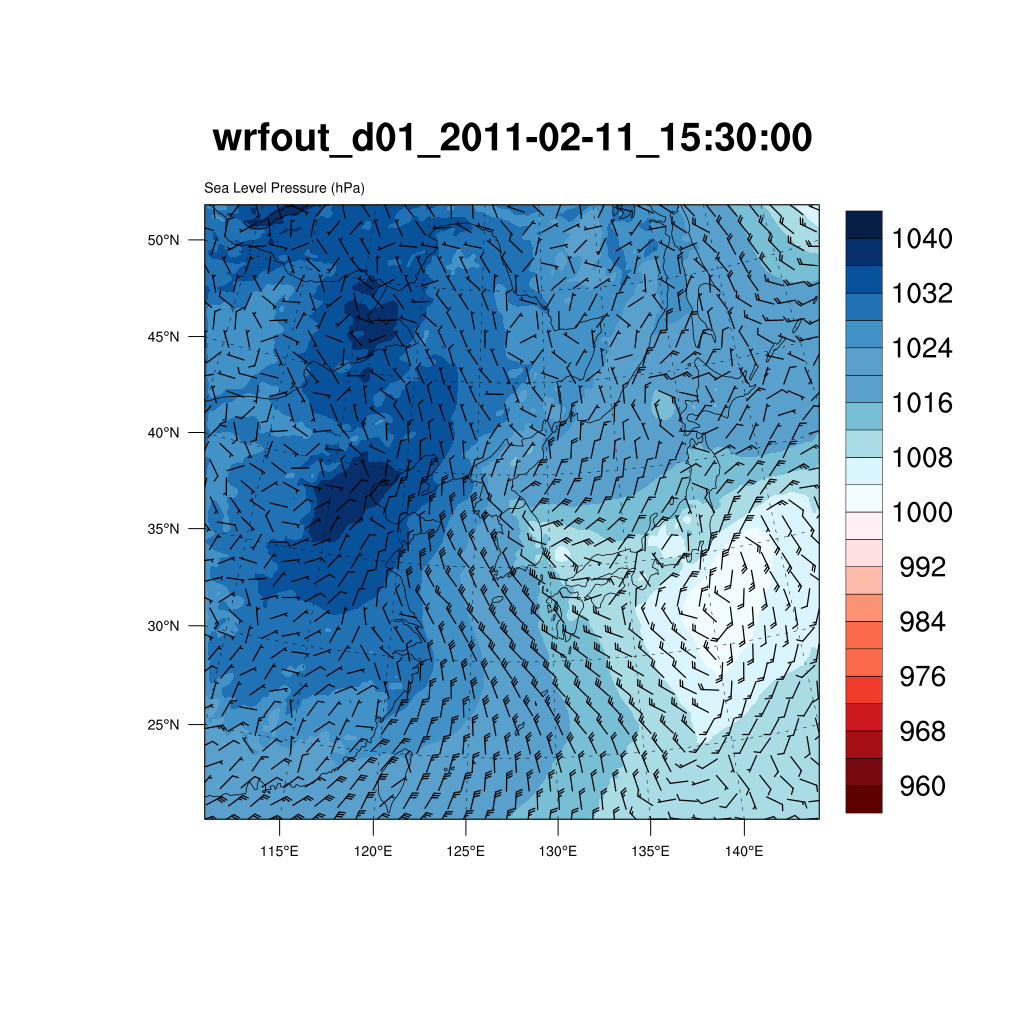 wrfout_d01_2011-02-11_15:30:00
Sea Level Pressure (hPa)
50°N
45°N
40°N
35°N
30°N
25°N
115°E
120°E
125°E
130°E
135°E
140°E
1040
1032
1024
1016
1008
1000
992
984
976
968
960